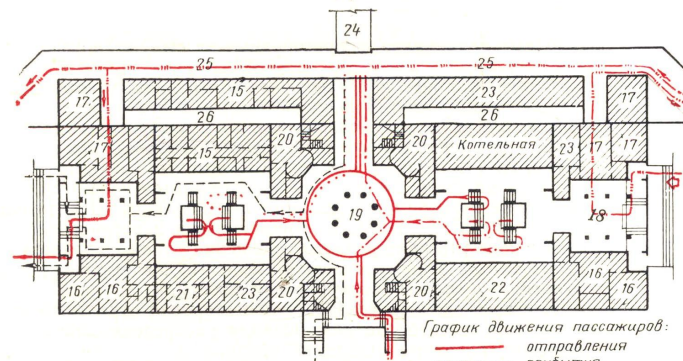 24
25 25
17 15 23 17
26 26
17 15 20 20 Котельная 23 17 17
19 18
16 16 21 23 20 20 22 16 16
График движения пассажиров:
отправления